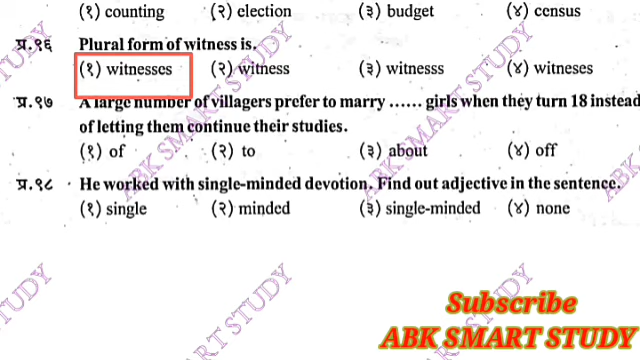 (१) counting (२) election (३) budget (४) census
प्र.१६ Plural form of witness is.
(१) witnesses (२) witness (३) witnesss (४) witneses
प्र.१७ A large number of villagers prefer to marry ...... girls when they turn 18 instead
of letting them continue their studies.
(१) of (२) to (३) about (४) off
प्र.१८ He worked with single-minded devotion. Find out adjective in the sentence.
(१) single (२) minded (३) single-minded (४) none
ABK SMART STUDY
Subscribe
ABK SMART STUDY